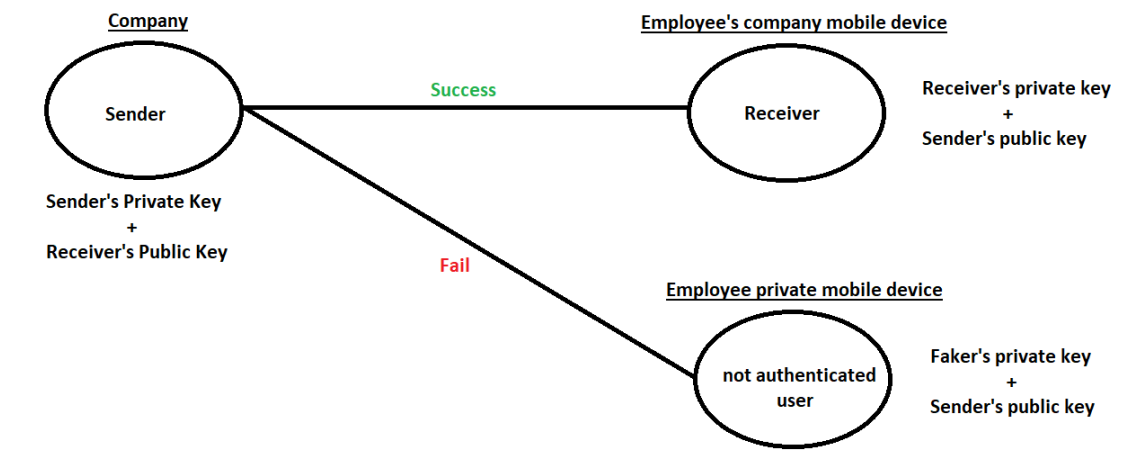 Company
Employee's company mobile device
Sender
Success
Receiver
Receiver's private key
+
Sender's public key
Sender's Private Key
+
Receiver's Public Key
Fail
Employee private mobile device
not authenticated
user
Faker's private key
+
Sender's public key